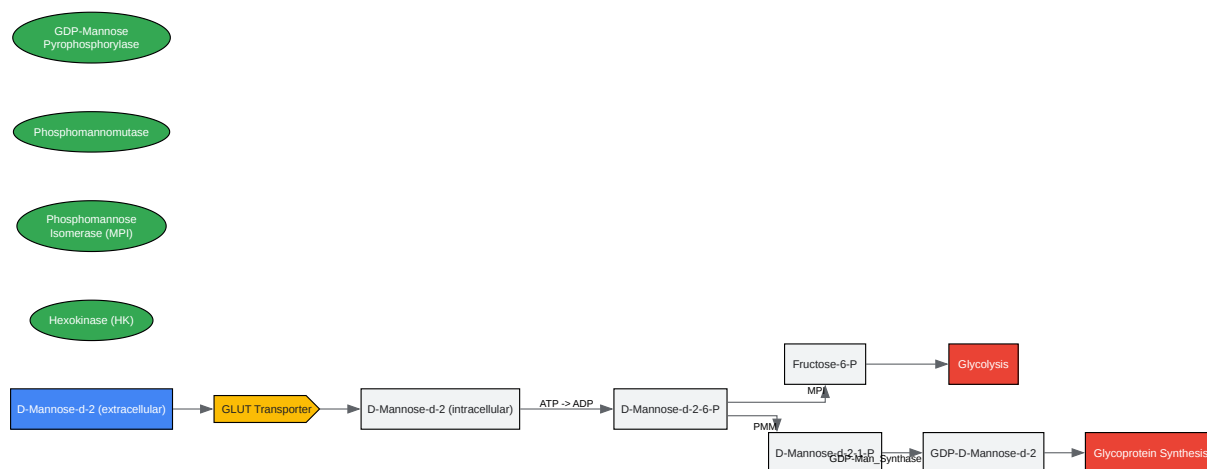 GDP-Mannose
Pyrophosphorylase
Phosphomannomutase
Phosphomannose
Isomerase (MPI)
Hexokinase (HK)
D-Mannose-d-2 (extracellular)
GLUT Transporter
D-Mannose-d-2 (intracellular)
ATP -> ADP
D-Mannose-d-2-6-P
MPI
Fructose-6-P
Glycolysis
PMM
D-Mannose-d-2-1-P
GDP-Man_Synthase
GDP-D-Mannose-d-2
Glycoprotein Synthesis